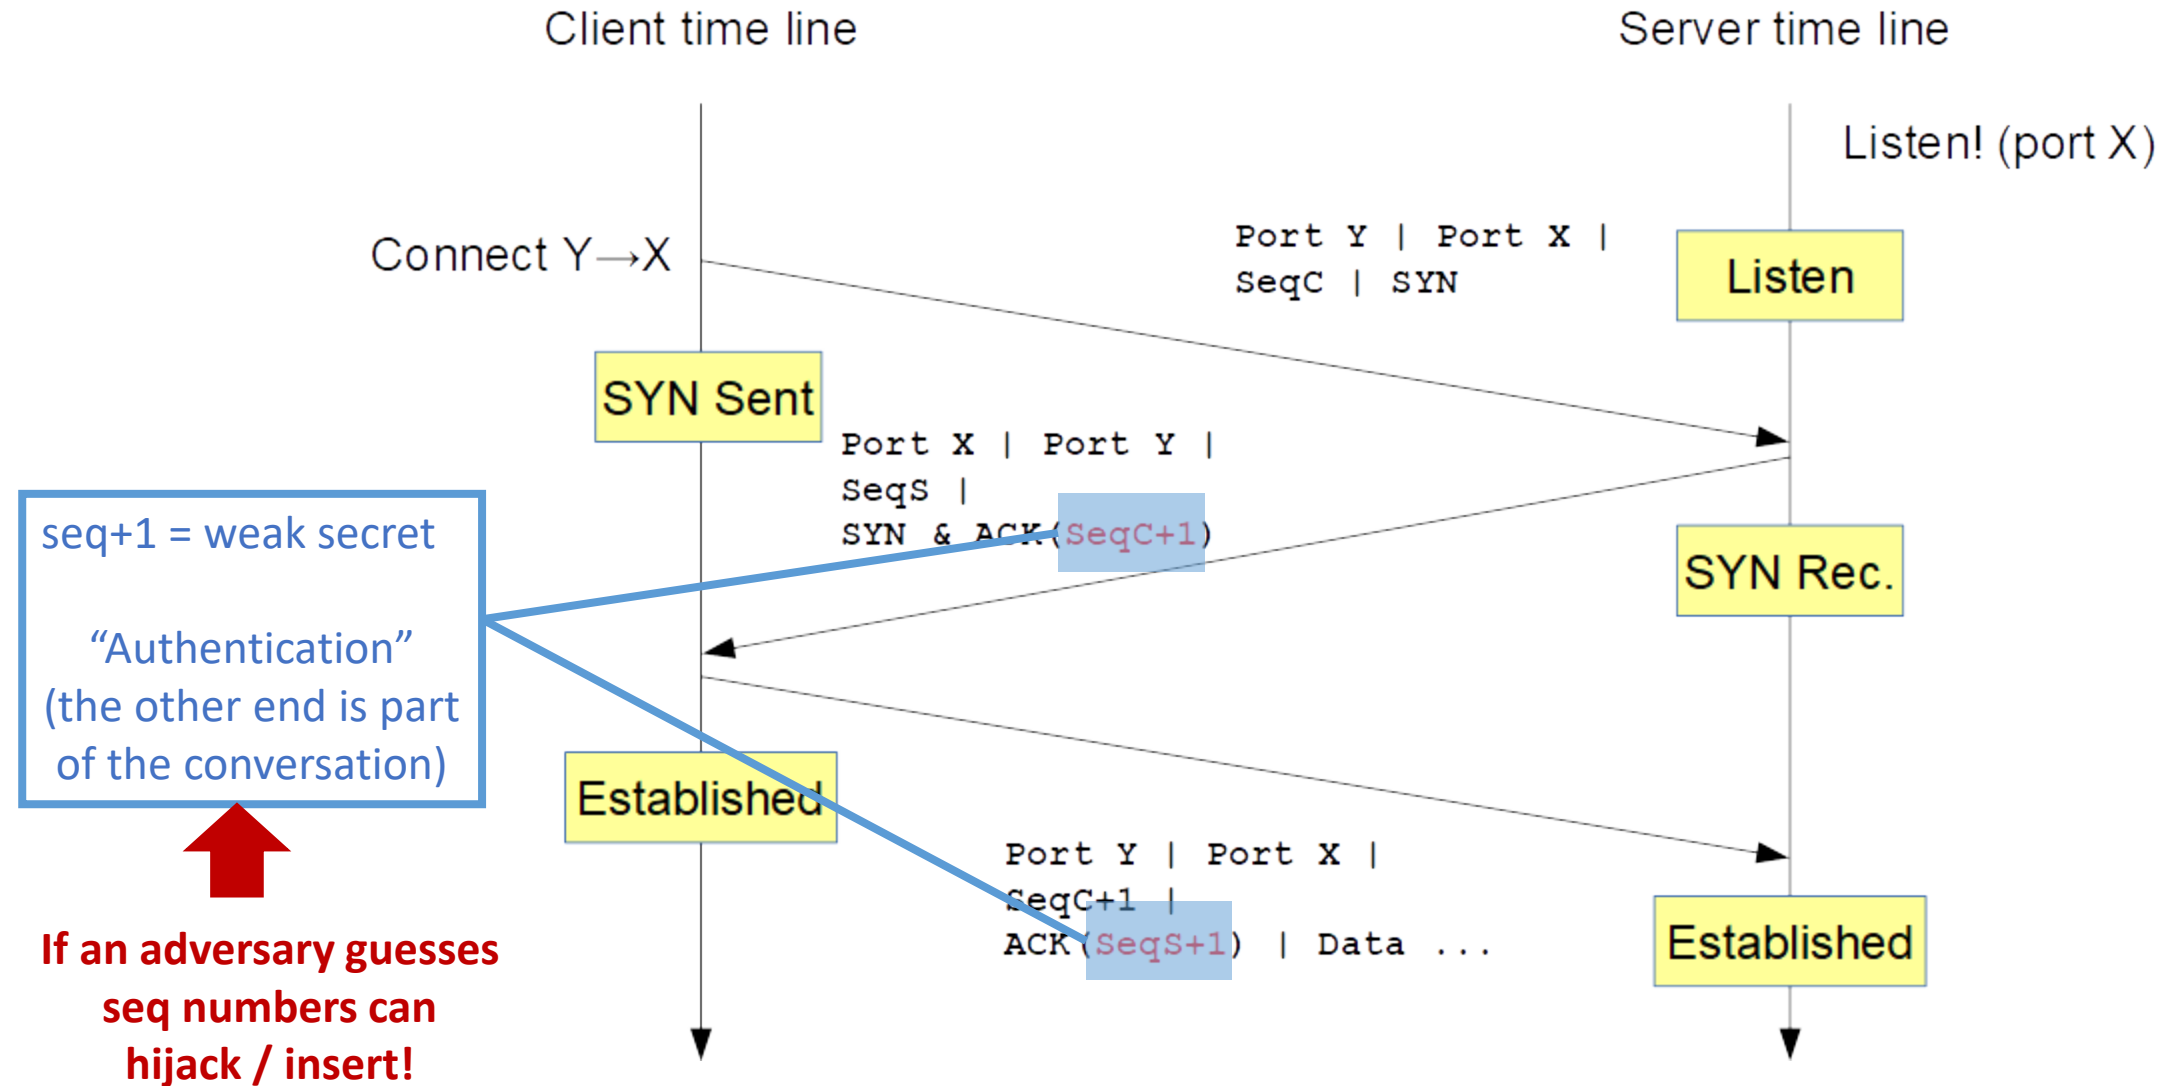 Client time line
Server time line
Listen! (port X)
Connect Y→X
Port Y | Port X |
SeqC | SYN
Listen
SYN Sent
Port X | Port Y |
SeqS |
SYN & ACK(SeqC+1)
seq+1 = weak secret
“Authentication”
(the other end is part
of the conversation)
SYN Rec.
Established
Port Y | Port X |
SeqC+1 |
ACK(SeqS+1) | Data ...
Established
If an adversary guesses
seq numbers can
hijack / insert!